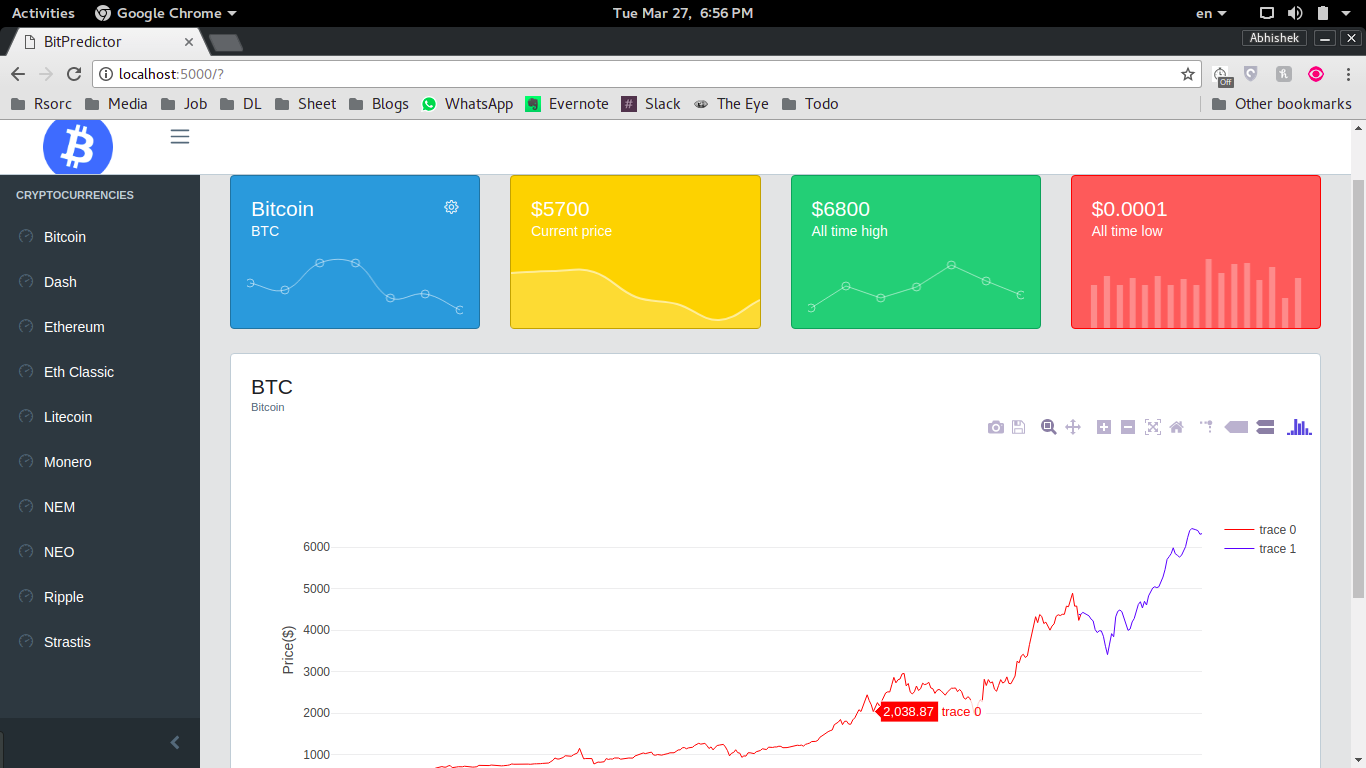 Activities Google Chrome Tue Mar 27, 6:56 PM en
BitPredictor Abhishek
localhost:5000/? Off
Rsorc Media Job DL Sheet Blogs WhatsApp Evernote # Slack The Eye Todo Other bookmarks
CRYPTOCURRENCIES
Bitcoin
Dash
Ethereum
Eth Classic
Litecoin
Monero
NEM
NEO
Ripple
Strastis
Bitcoin
BTC
$5700
Current price
$6800
All time high
$0.0001
All time low
BTC
Bitcoin
trace 0
trace 1
6000
5000
4000
3000
2000
1000
Price($)
2,038.87 trace 0